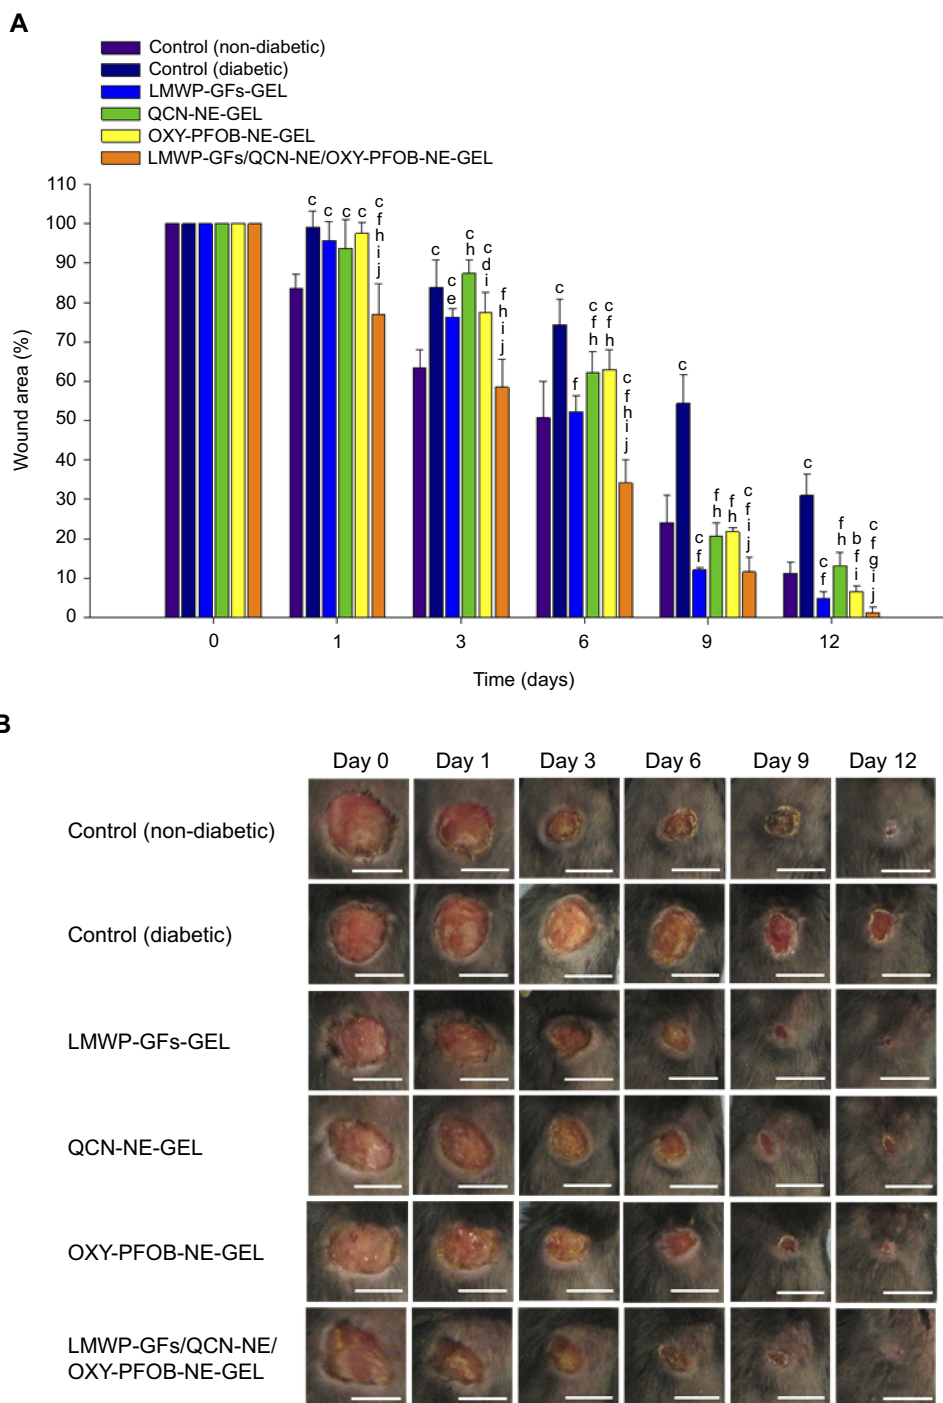 A
Control (non-diabetic)
Control (diabetic)
LMWP-GFs-GEL
QCN-NE-GEL
OXY-PFOB-NE-GEL
LMWP-GFs/QCN-NE/OXY-PFOB-NE-GEL
Wound area (%)
110
100
90
80
70
60
50
40
30
20
10
0
c c c c c f h i j
c c e c h c d i f h i j
c f c f h c f h c f h i j
c c f f h f h c f i j
c c f f h b f i c f g i j
0 1 3 6 9 12
Time (days)
B
Day 0 Day 1 Day 3 Day 6 Day 9 Day 12
Control (non-diabetic)
Control (diabetic)
LMWP-GFs-GEL
QCN-NE-GEL
OXY-PFOB-NE-GEL
LMWP-GFs/QCN-NE/
OXY-PFOB-NE-GEL